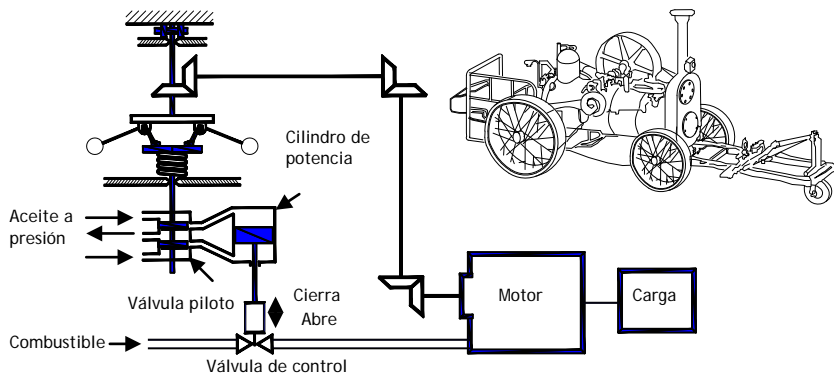 Cilindro de
potencia
Aceite a
presión
Válvula piloto
Cierra
Abre
Motor
Carga
Combustible
Válvula de control